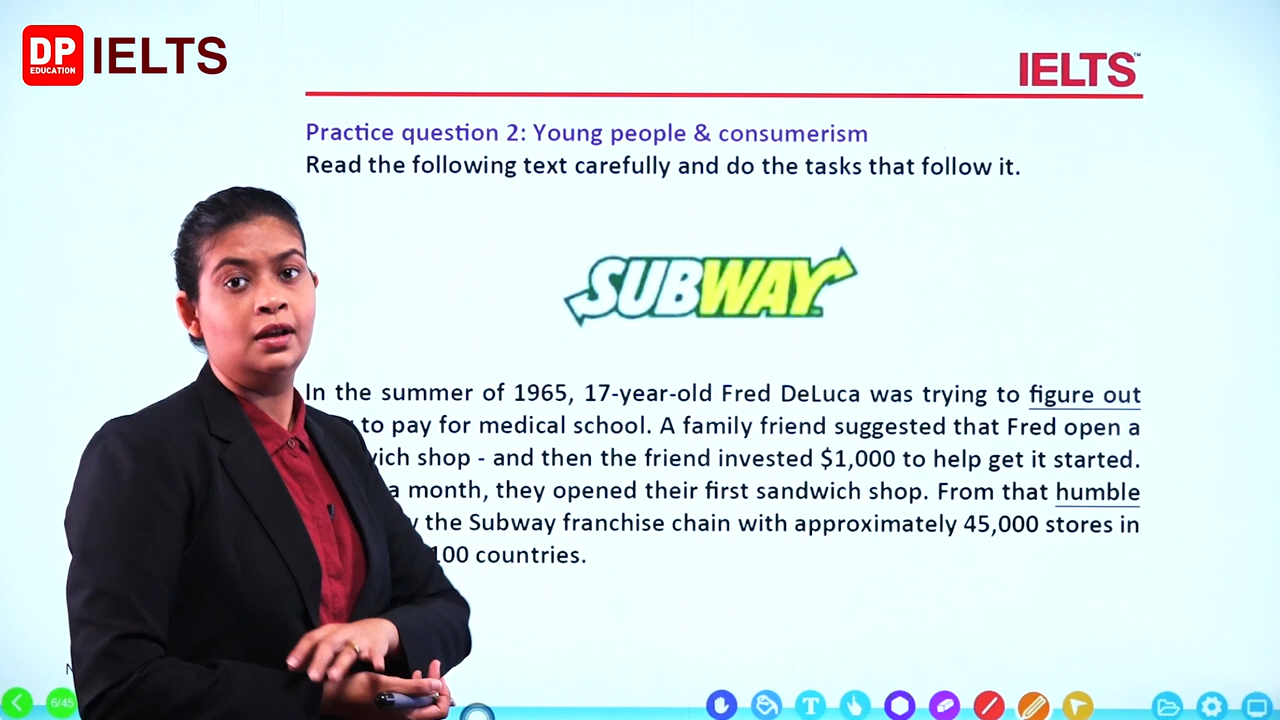 DP
EDUCATION
IELTS
IELTS™
Practice question 2: Young people & consumerism
Read the following text carefully and do the tasks that follow it.
SUBWAY
In the summer of 1965, 17-year-old Fred DeLuca was trying to figure out
to pay for medical school. A family friend suggested that Fred open a
shop - and then the friend invested $1,000 to help get it started.
a month, they opened their first sandwich shop. From that humble
the Subway franchise chain with approximately 45,000 stores in
100 countries.
6/45
T